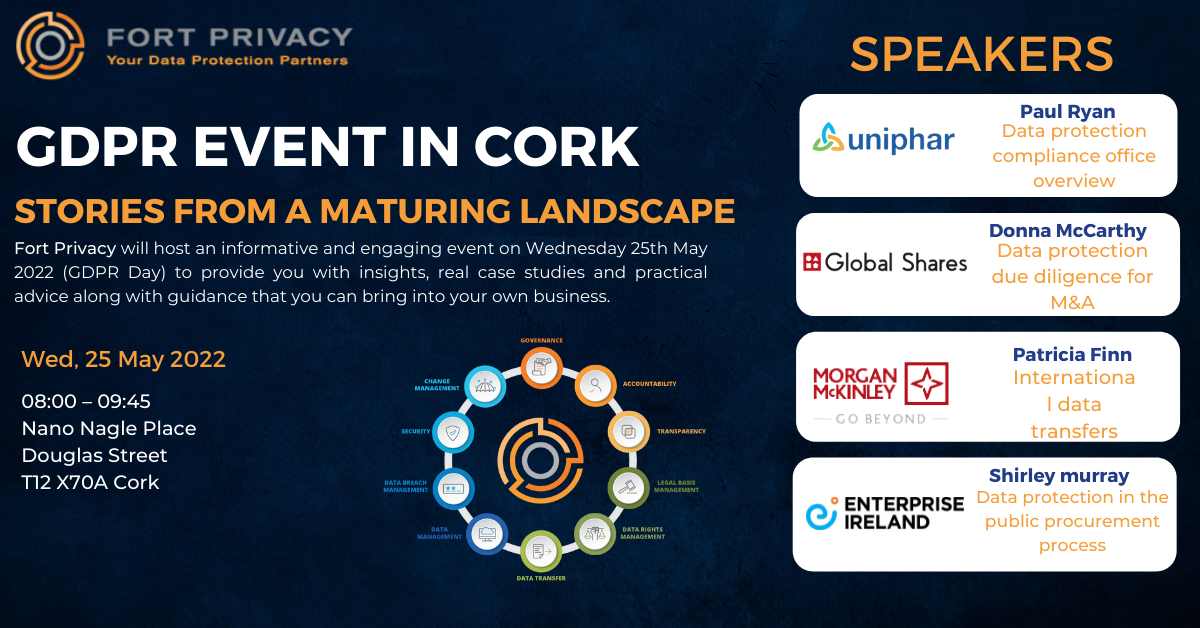 FORT PRIVACY
Your Data Protection Partners
GDPR EVENT IN CORK
STORIES FROM A MATURING LANDSCAPE
Fort Privacy will host an informative and engaging event on Wednesday 25th May
2022 (GDPR Day) to provide you with insights, real case studies and practical
advice along with guidance that you can bring into your own business.
Wed, 25 May 2022
08:00 – 09:45
Nano Nagle Place
Douglas Street
T12 X70A Cork
GOVERNANCE
ACCOUNTABILITY
TRANSPARENCY
LEGAL BASIS
MANAGEMENT
DATA RIGHTS
MANAGEMENT
DATA TRANSFER
DATA
MANAGEMENT
DATA BREACH
MANAGEMENT
SECURITY
CHANGE
MANAGEMENT
SPEAKERS
uniphar
Paul Ryan
Data protection
compliance office
overview
Global Shares
Donna McCarthy
Data protection
due diligence for
M&A
MORGAN
McKINLEY
GO BEYOND
Patricia Finn
Internationa
l data
transfers
ENTERPRISE
IRELAND
Shirley murray
Data protection in the
public procurement
process